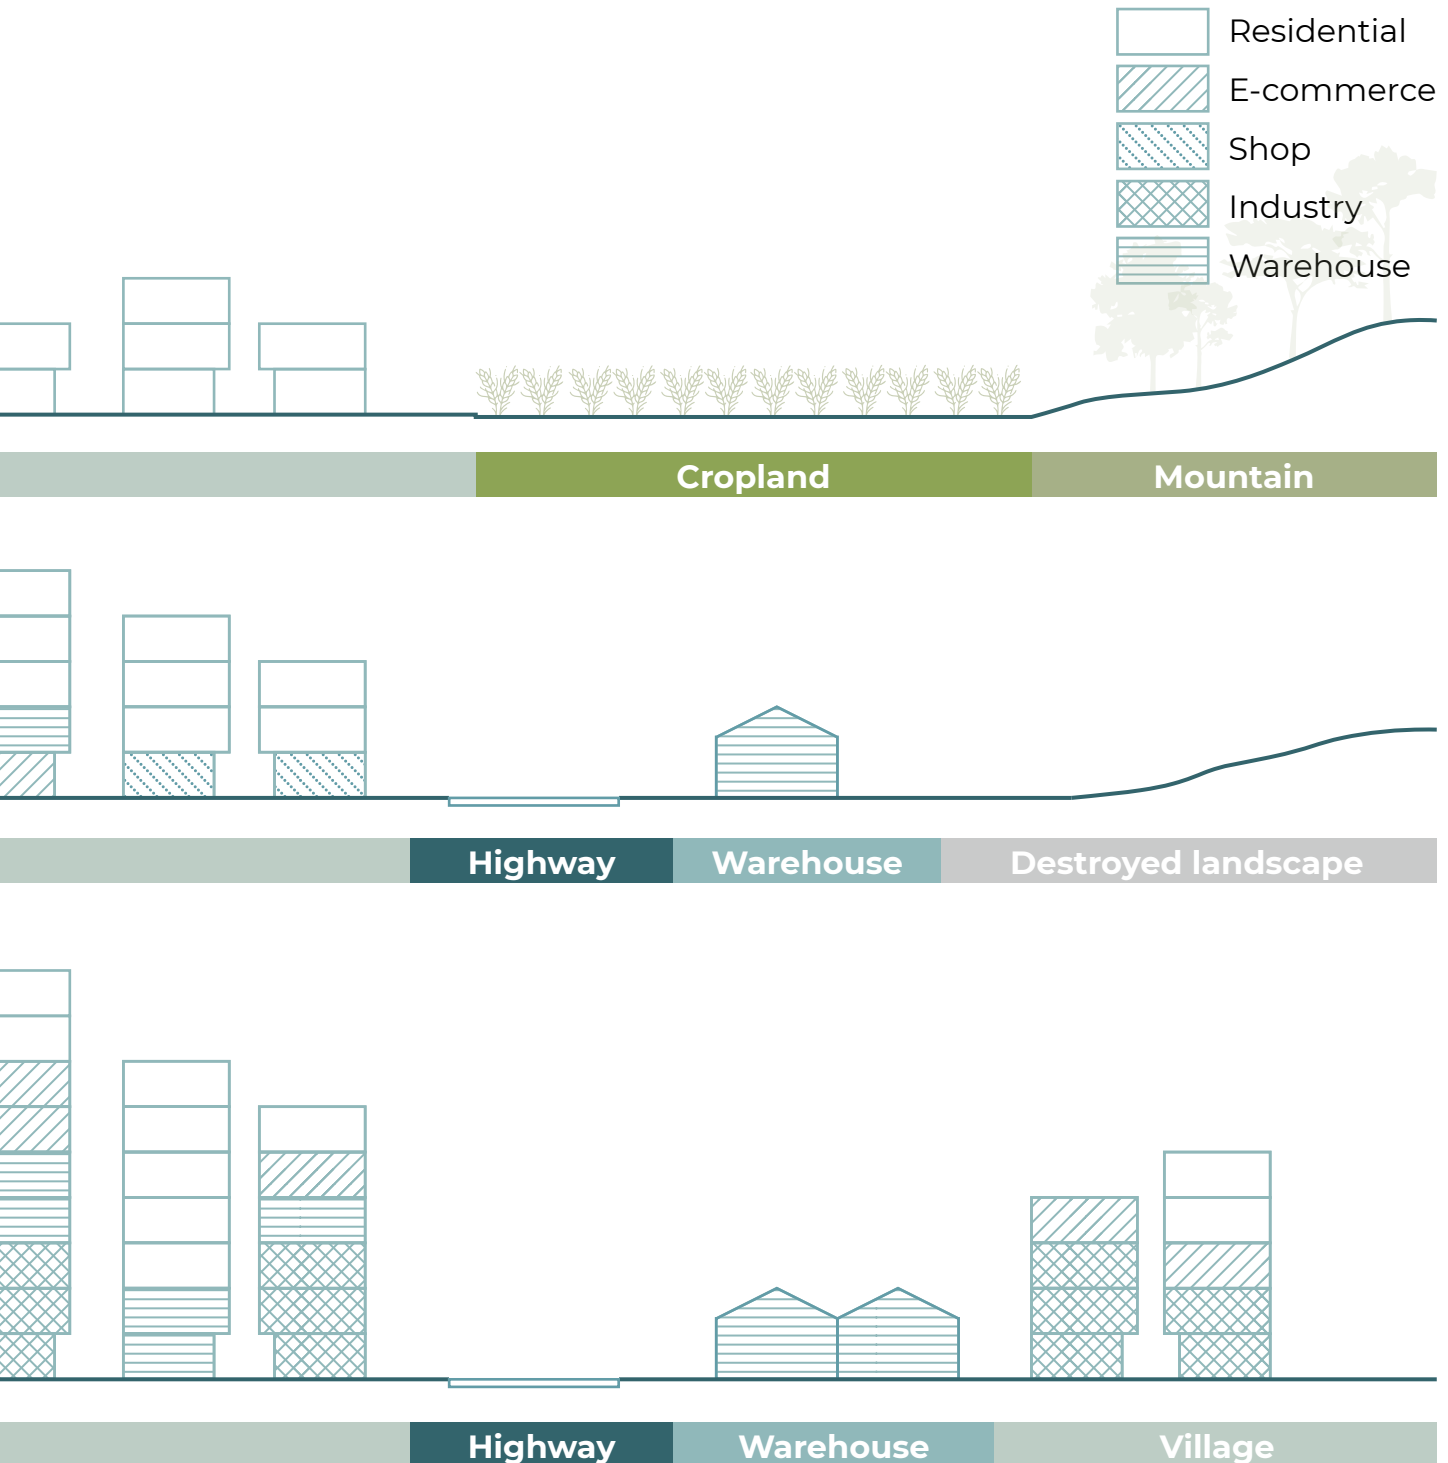 Residential
E-commerce
Shop
Industry
Warehouse
Cropland
Mountain
Highway
Warehouse
Destroyed landscape
Highway
Warehouse
Village